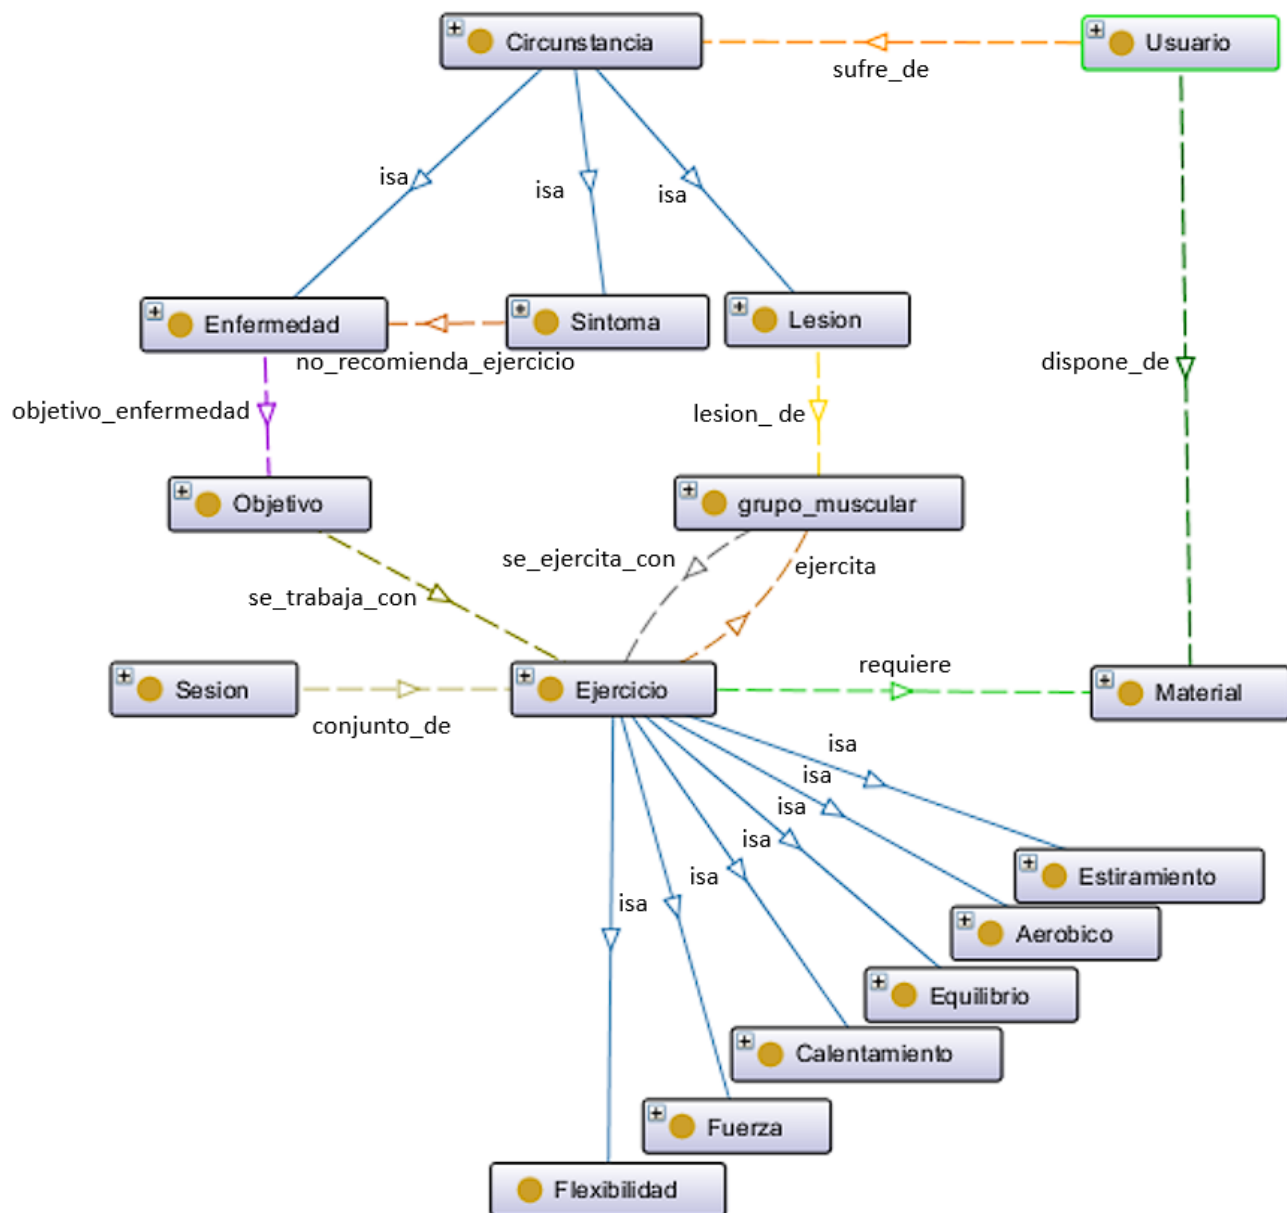 Circunstancia
Usuario
sufre_de
isa
isa
isa
Enfermedad
Sintoma
Lesion
no_recomienda_ejercicio
dispone_de
objetivo_enfermedad
lesion_ de
Objetivo
grupo_muscular
se_ejercita_con
ejercita
se_trabaja_con
requiere
Sesion
Ejercicio
Material
conjunto_de
isa
isa
isa
isa
isa
isa
Estiramiento
Aerobico
Equilibrio
Calentamiento
Fuerza
Flexibilidad